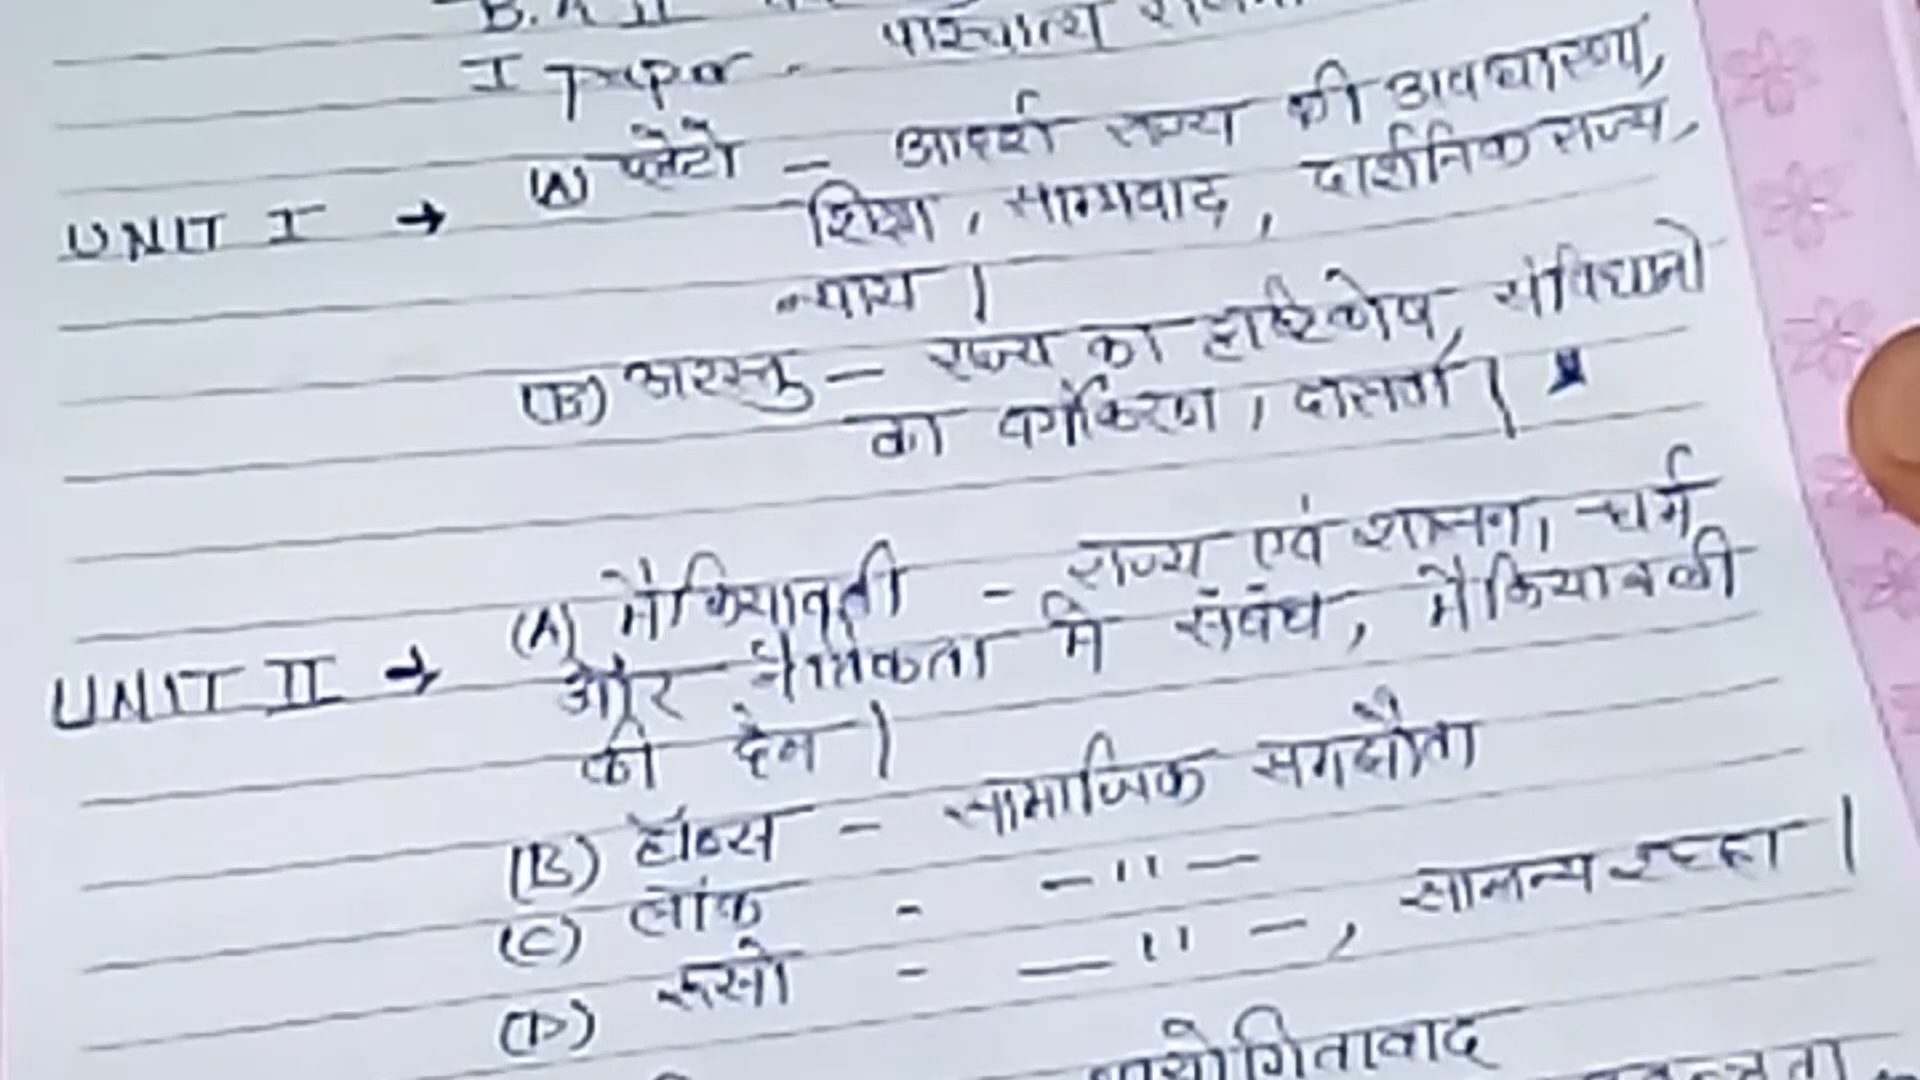 B.A II
I paper - पाश्चात्य
UNIT I → (A) प्लेटो - आदर्श राज्य की अवधारणा,
शिक्षा, साम्यवाद, दार्शनिक राज्य,
न्याय |
(B) अरस्तु - राज्य का दृष्टिकोष, संविधानो
का वर्गीकरण, दासता |
UNIT II → (A) मैकियावली - राज्य एवं शासन, धर्म
और नैतिकता मे संबंध, मैकियावली
की देन |
(B) हॉब्स - सामाजिक समझौता
(C) लॉक - —"—
(D) रूसो - —"—, सामान्य इच्छा |
उपयोगितावाद